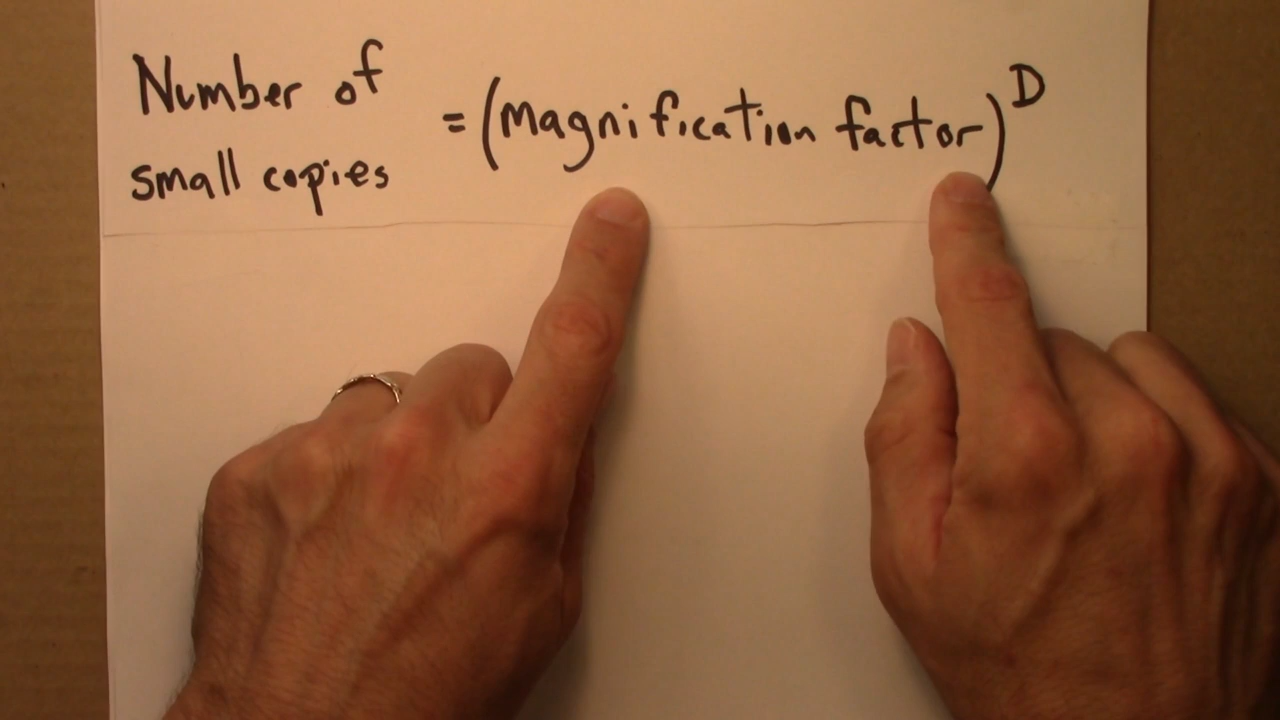 Number of
small copies
= (magnification factor)^D